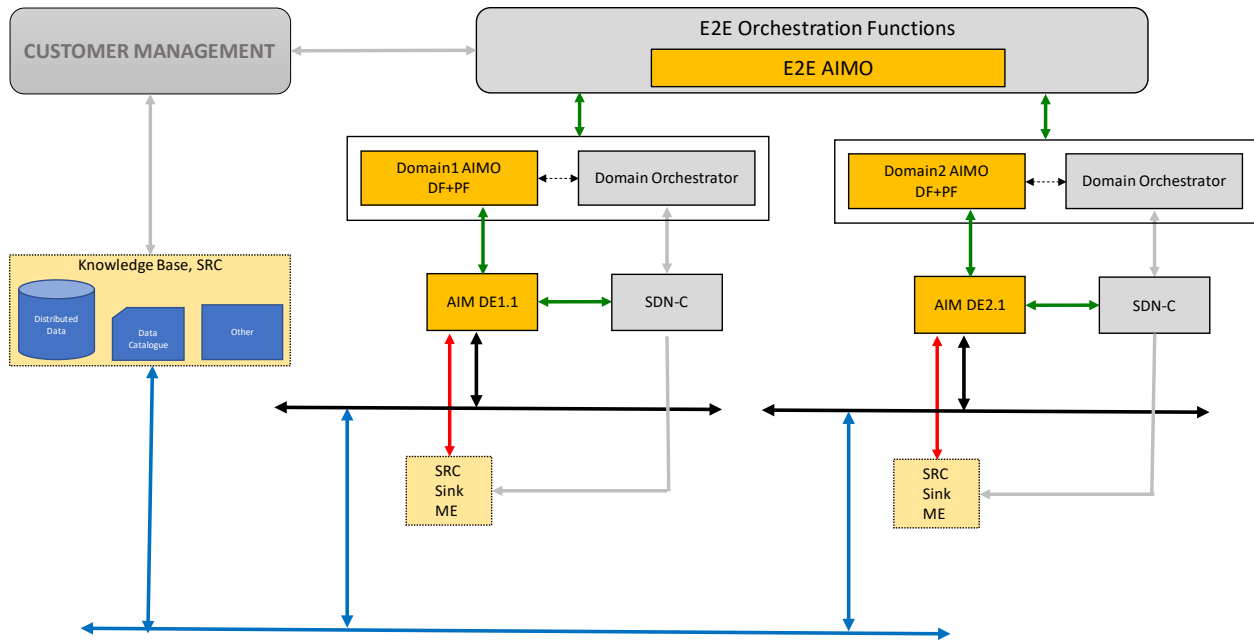 CUSTOMER MANAGEMENT
E2E Orchestration Functions
E2E AIMO
Domain1 AIMO
DF+PF
Domain Orchestrator
Domain2 AIMO
DF+PF
Domain Orchestrator
Knowledge Base, SRC
Distributed
Data
Data
Catalogue
Other
AIM DE1.1
SDN-C
AIM DE2.1
SDN-C
SRC
Sink
ME
SRC
Sink
ME